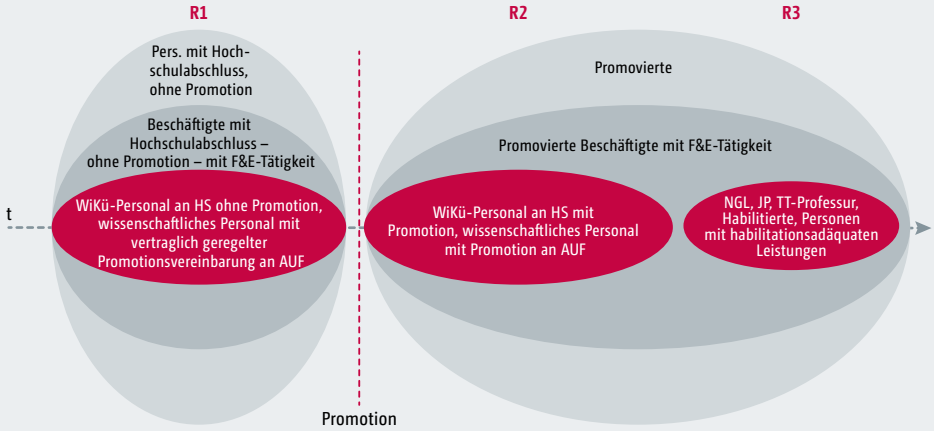 R1
R2
R3
Pers. mit Hoch-
schulabschluss,
ohne Promotion
Beschäftigte mit
Hochschulabschluss –
ohne Promotion – mit F&E-Tätigkeit
WiKü-Personal an HS ohne Promotion,
wissenschaftliches Personal mit
vertraglich geregelter
Promotionsvereinbarung an AUF
Promovierte
Promovierte Beschäftigte mit F&E-Tätigkeit
WiKü-Personal an HS mit
Promotion, wissenschaftliches Personal
mit Promotion an AUF
NGL, JP, TT-Professur,
Habilitierte, Personen
mit habilitationsadäquaten
Leistungen
t
Promotion